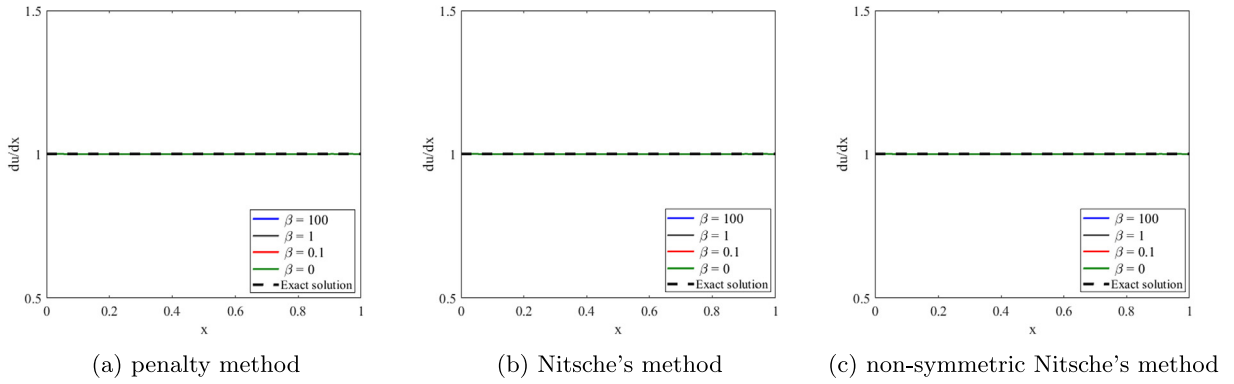 1.5
1
0.5
du/dx
0 0.2 0.4 0.6 0.8 1
x
β = 100
β = 1
β = 0.1
β = 0
Exact solution
(a) penalty method
1.5
1
0.5
du/dx
0 0.2 0.4 0.6 0.8 1
x
β = 100
β = 1
β = 0.1
β = 0
Exact solution
(b) Nitsche's method
1.5
1
0.5
du/dx
0 0.2 0.4 0.6 0.8 1
x
β = 100
β = 1
β = 0.1
β = 0
Exact solution
(c) non-symmetric Nitsche's method